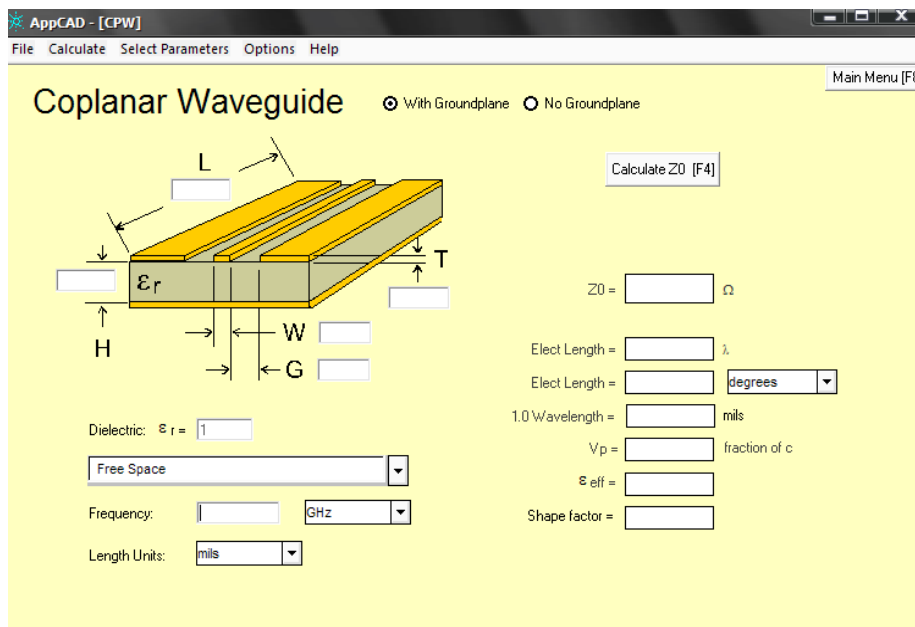 AppCAD - [CPW]
File Calculate Select Parameters Options Help
Main Menu [F8
Coplanar Waveguide
With Groundplane No Groundplane
Calculate Z0 [F4]
L
εr
T
H
W
G
Z0 = Ω
Elect Length = λ
Elect Length = degrees
1.0 Wavelength = mils
Vp = fraction of c
ε eff =
Shape factor =
Dielectric: ε r = 1
Free Space
Frequency: GHz
Length Units: mils